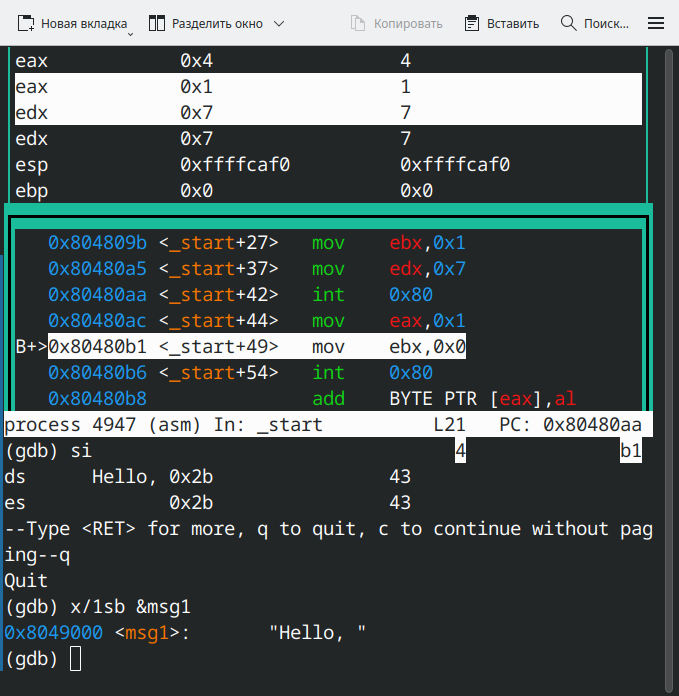 Новая вкладка Разделить окно Копировать Вставить Поиск...
eax 0x4 4
eax 0x1 1
edx 0x7 7
edx 0x7 7
esp 0xffffcaf0 0xffffcaf0
ebp 0x0 0x0
0x804809b <_start+27> mov ebx,0x1
0x80480a5 <_start+37> mov edx,0x7
0x80480aa <_start+42> int 0x80
0x80480ac <_start+44> mov eax,0x1
B+>0x80480b1 <_start+49> mov ebx,0x0
0x80480b6 <_start+54> int 0x80
0x80480b8 add BYTE PTR [eax],al
process 4947 (asm) In: _start L21 PC: 0x80480aa
(gdb) si 4 b1
ds Hello, 0x2b 43
es 0x2b 43
--Type <RET> for more, q to quit, c to continue without pag
ing--q
Quit
(gdb) x/1sb &msg1
0x8049000 <msg1>: "Hello, "
(gdb)